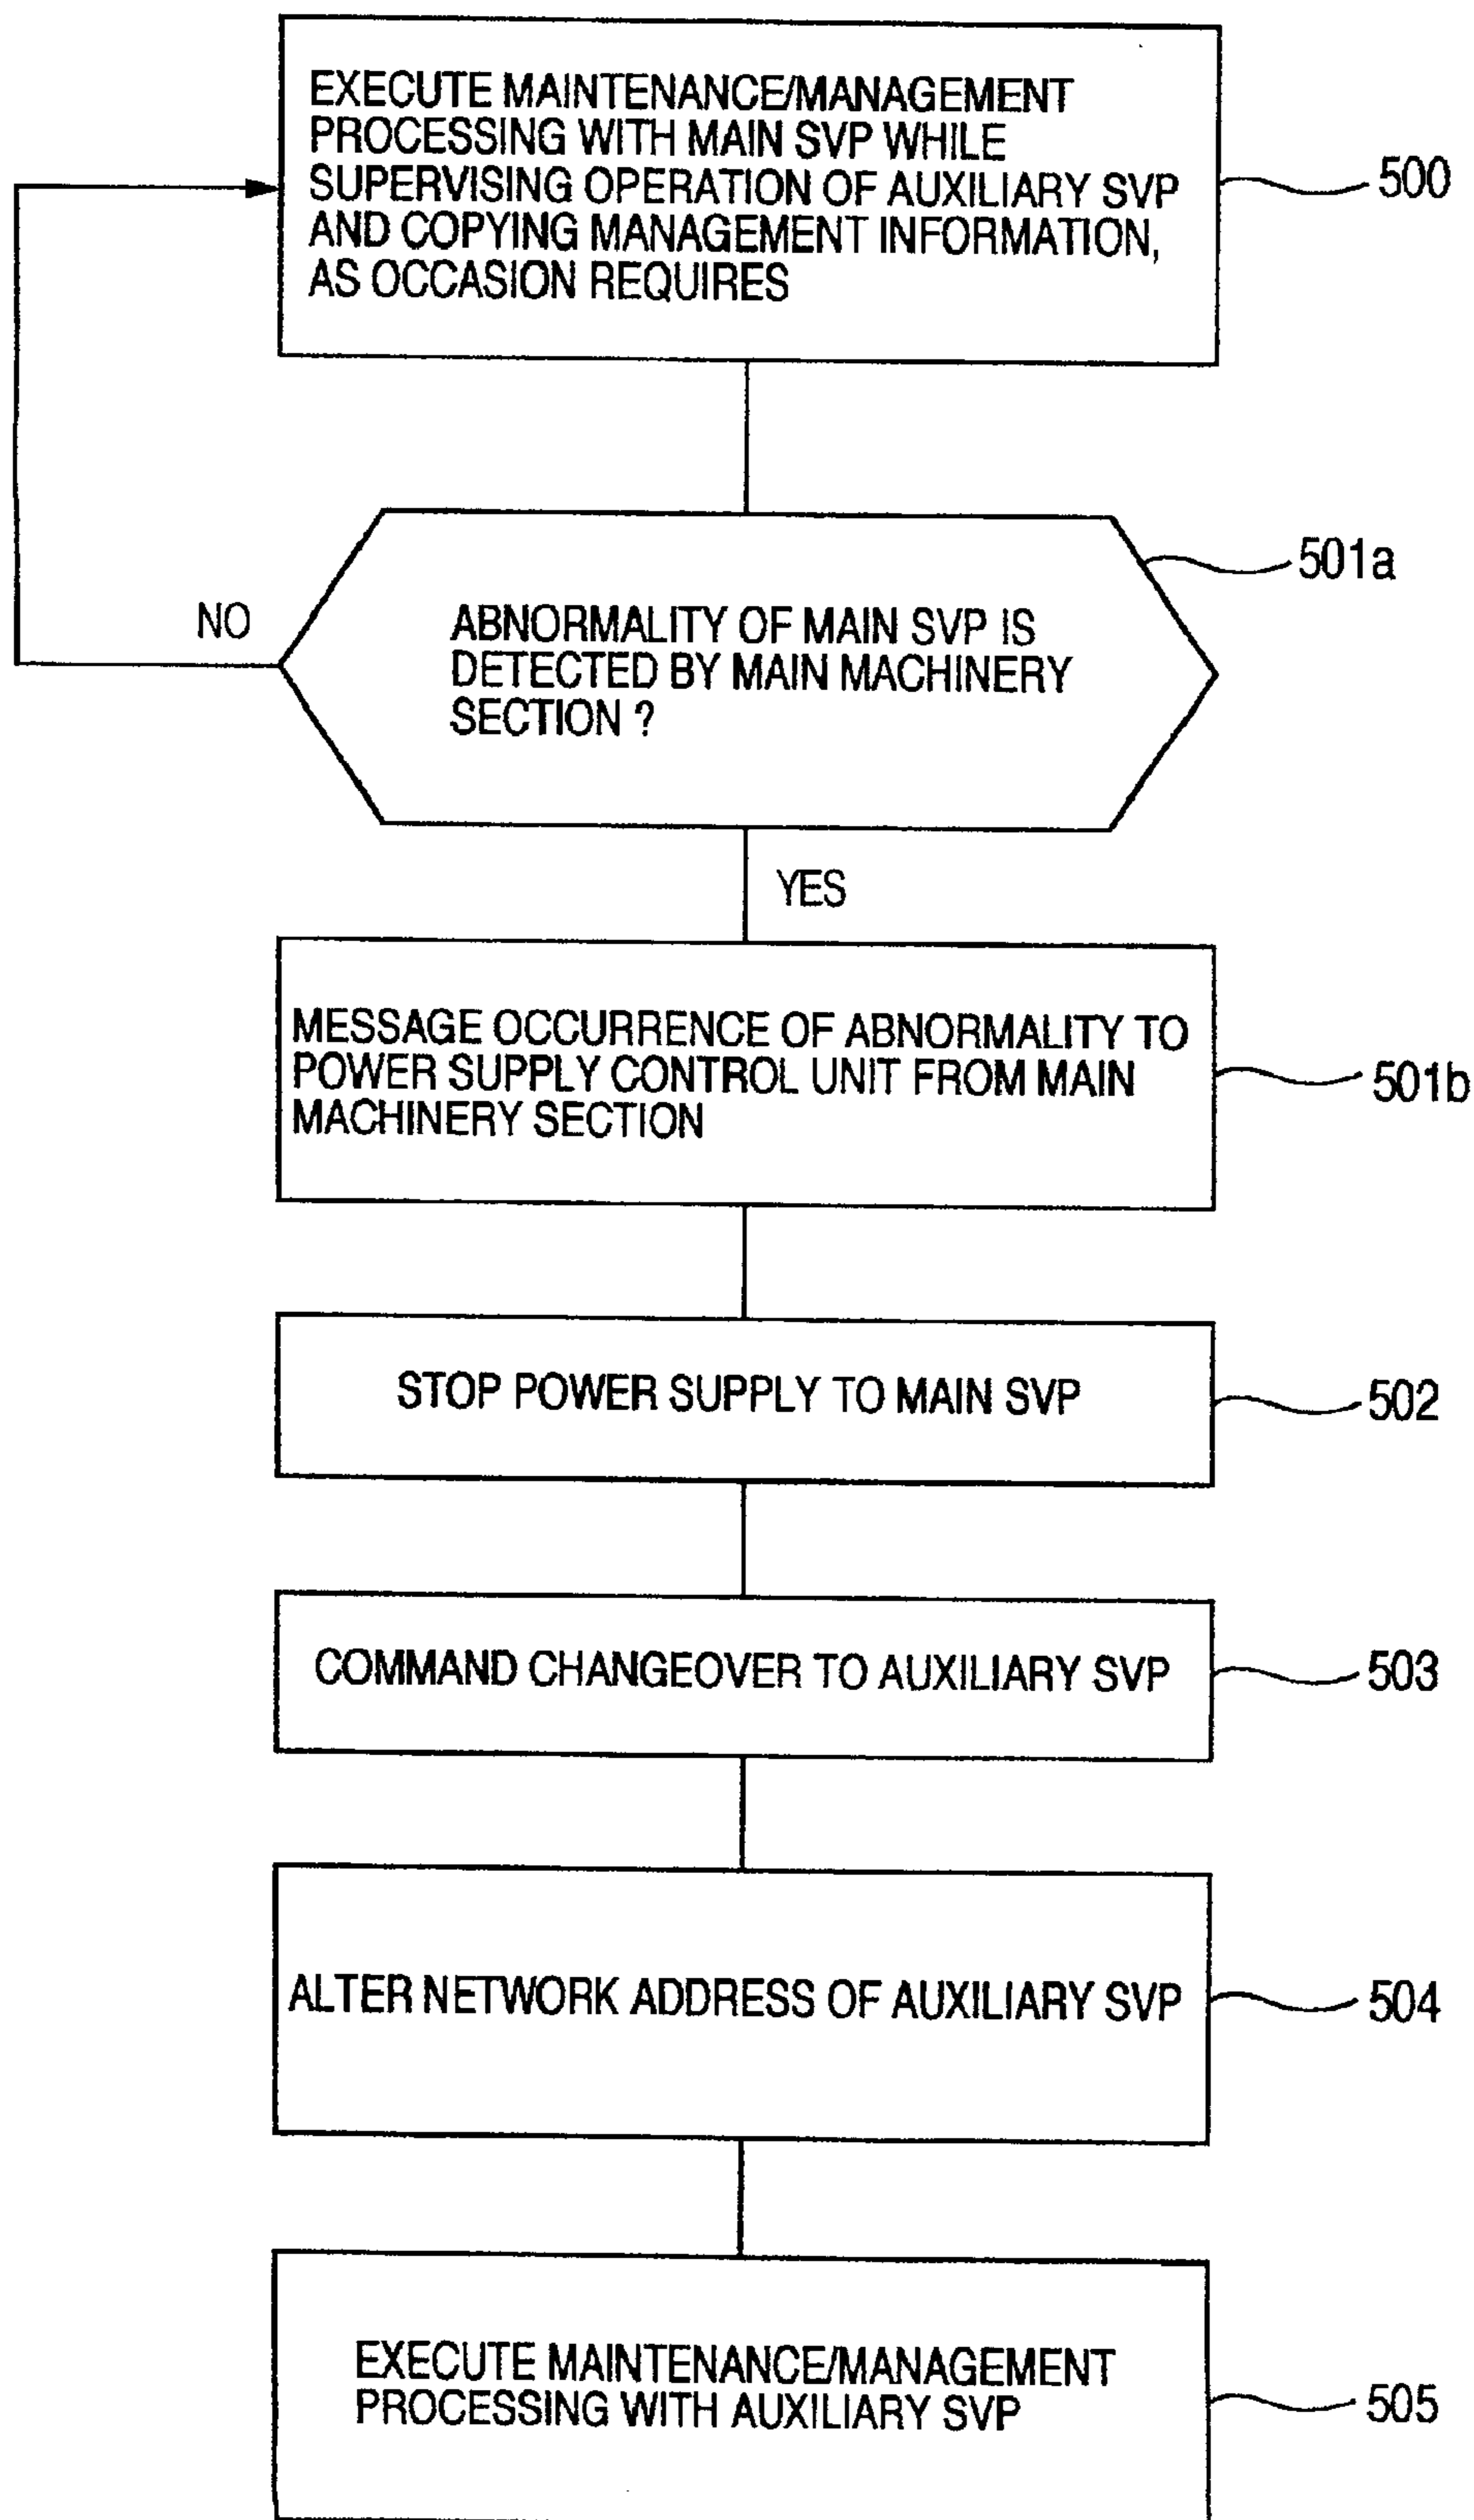 EXECUTE MAINTENANCE/MANAGEMENT
PROCESSING WITH MAIN SVP WHILE
SUPERVISING OPERATION OF AUXILIARY SVP
AND COPYING MANAGEMENT INFORMATION,
AS OCCASION REQUIRES
500
501a
NO
ABNORMALITY OF MAIN SVP IS
DETECTED BY MAIN MACHINERY
SECTION ?
YES
MESSAGE OCCURRENCE OF ABNORMALITY TO
POWER SUPPLY CONTROL UNIT FROM MAIN
MACHINERY SECTION
501b
STOP POWER SUPPLY TO MAIN SVP
502
COMMAND CHANGEOVER TO AUXILIARY SVP
503
ALTER NETWORK ADDRESS OF AUXILIARY SVP
504
EXECUTE MAINTENANCE/MANAGEMENT
PROCESSING WITH AUXILIARY SVP
505